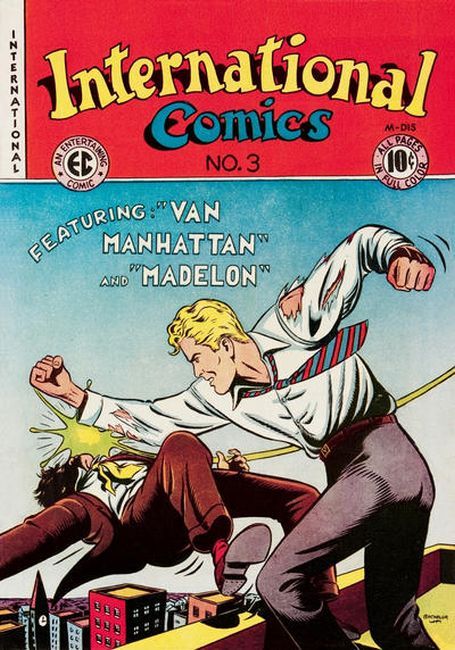 INTERNATIONAL
International
Comics
NO. 3
M-DIS
AN ENTERTAINING
EC
COMIC
ALL PAGES
10¢
IN FULL COLOR
FEATURING: "VAN
MANHATTAN"
AND "MADELON"